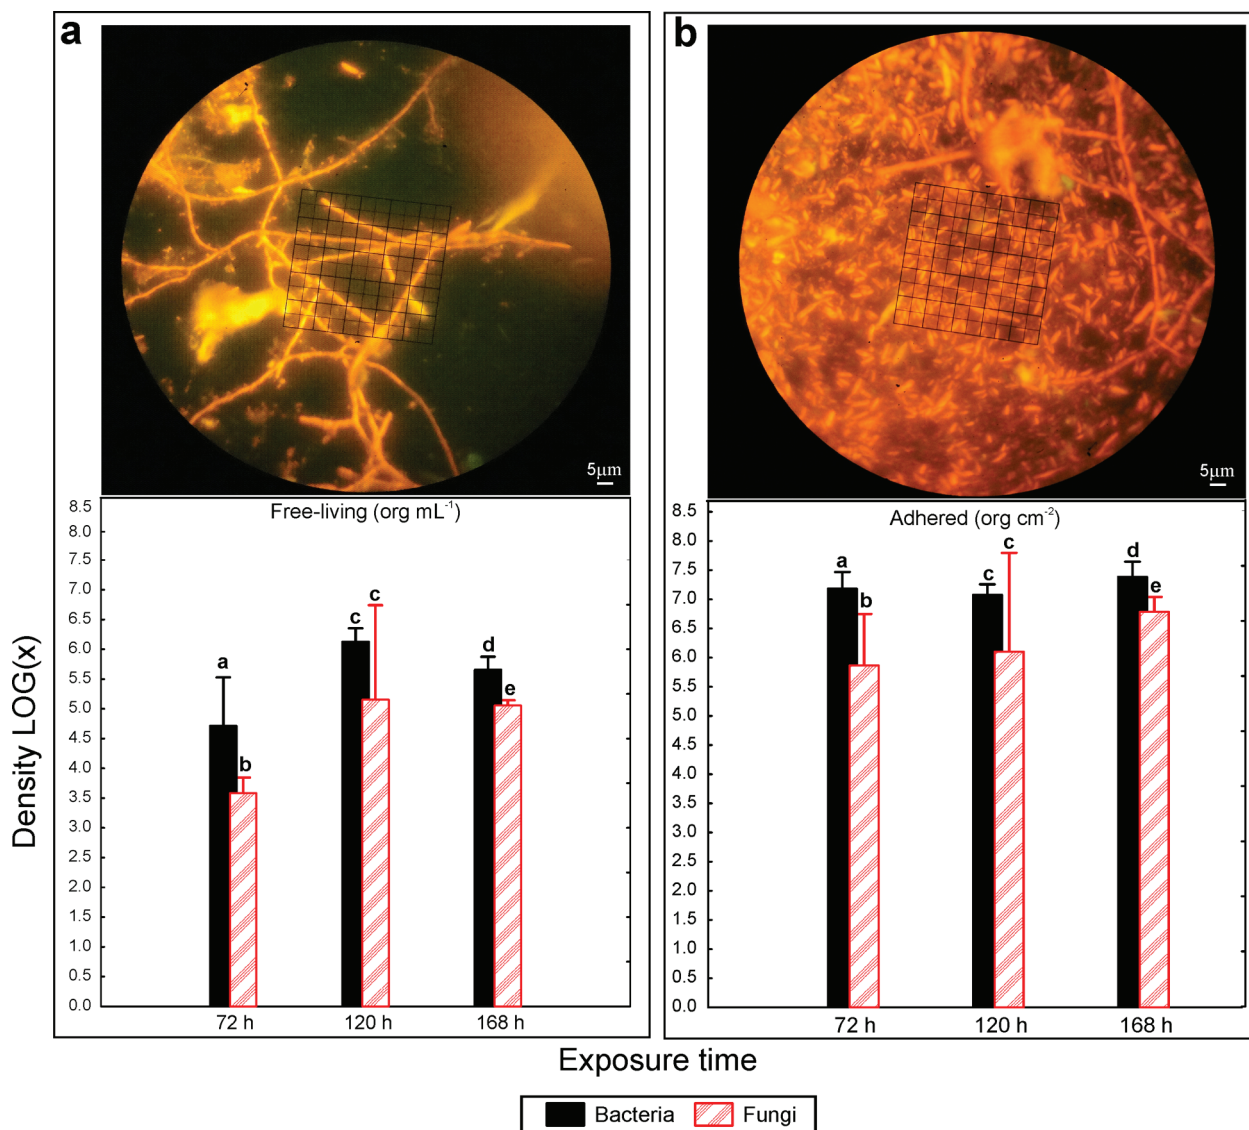 a
5μm
Free-living (org mL⁻¹)
8.5
8.0
7.5
7.0
6.5
6.0
5.5
5.0
4.5
4.0
3.5
3.0
2.5
2.0
1.5
1.0
0.5
0.0
a
b
c
c
d
e
72 h
120 h
168 h
b
5μm
Adhered (org cm⁻²)
8.5
8.0
7.5
7.0
6.5
6.0
5.5
5.0
4.5
4.0
3.5
3.0
2.5
2.0
1.5
1.0
0.5
0.0
a
b
c
c
d
e
72 h
120 h
168 h
Density LOG(x)
Exposure time
Bacteria
Fungi